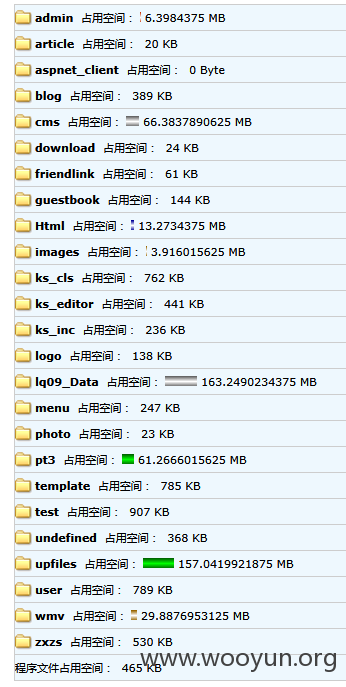 admin 占用空间： 6.3984375 MB
article 占用空间： 20 KB
aspnet_client 占用空间： 0 Byte
blog 占用空间： 389 KB
cms 占用空间： 66.3837890625 MB
download 占用空间： 24 KB
friendlink 占用空间： 61 KB
guestbook 占用空间： 144 KB
Html 占用空间： 13.2734375 MB
images 占用空间： 3.916015625 MB
ks_cls 占用空间： 762 KB
ks_editor 占用空间： 441 KB
ks_inc 占用空间： 236 KB
logo 占用空间： 138 KB
lq09_Data 占用空间： 163.2490234375 MB
menu 占用空间： 247 KB
photo 占用空间： 23 KB
pt3 占用空间： 61.2666015625 MB
template 占用空间： 785 KB
test 占用空间： 907 KB
undefined 占用空间： 368 KB
upfiles 占用空间： 157.0419921875 MB
user 占用空间： 789 KB
wmv 占用空间： 29.8876953125 MB
zxzs 占用空间： 530 KB
程序文件占用空间： 465 KB
www.wooyun.org